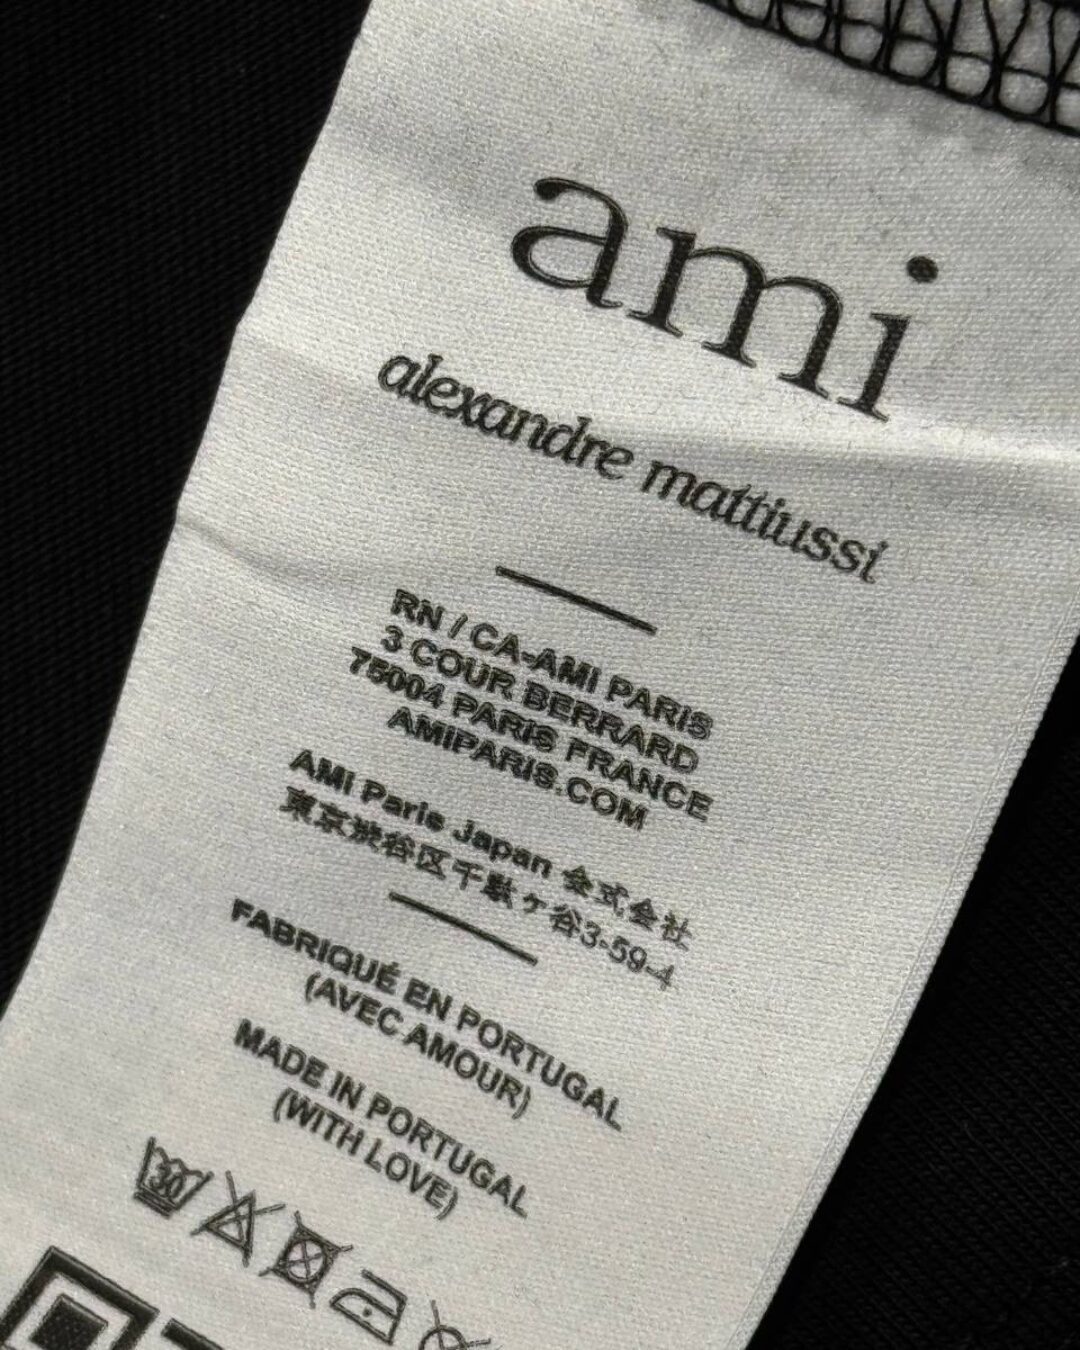 ami
alexandre mattiussi
RN / CA-AMI PARIS
3 COUR BERRARD
75004 PARIS FRANCE
AMIPARIS.COM
AMI Paris Japan 会式会社
東京渋谷区千駄ヶ谷3-59-4
FABRIQUÉ EN PORTUGAL
(AVEC AMOUR)
MADE IN PORTUGAL
(WITH LOVE)
30